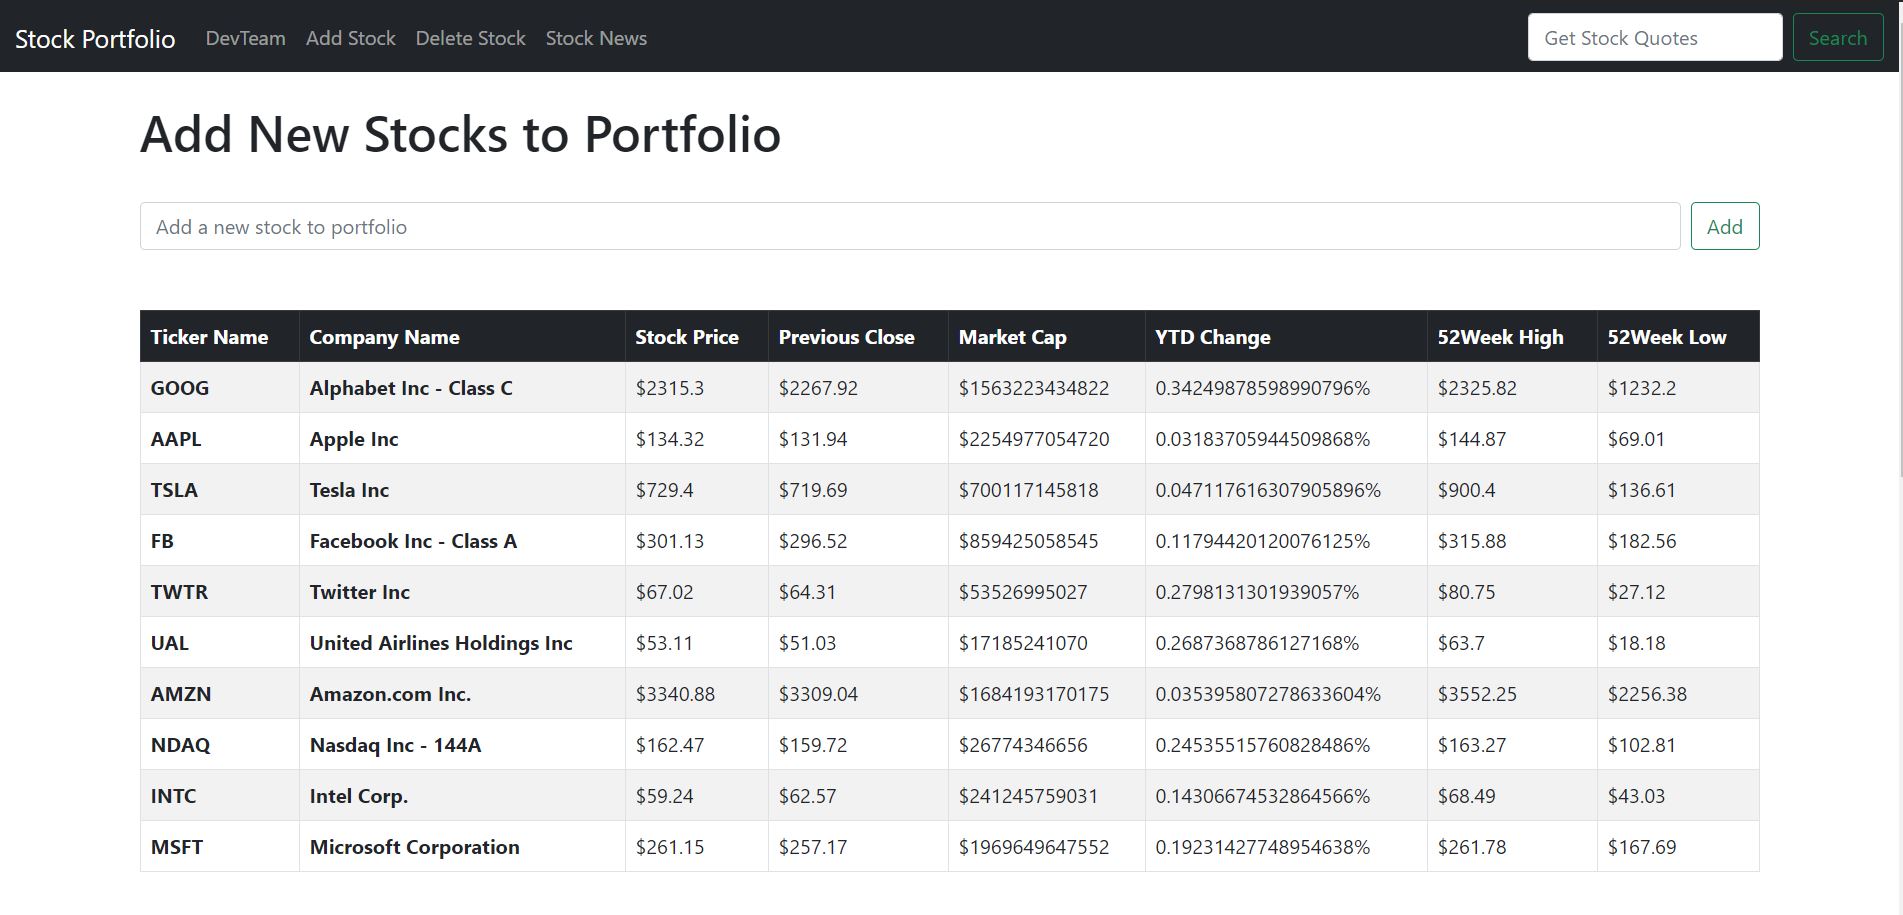 Stock Portfolio DevTeam Add Stock Delete Stock Stock News Get Stock Quotes Search
Add New Stocks to Portfolio
Add a new stock to portfolio Add
Ticker Name Company Name Stock Price Previous Close Market Cap YTD Change 52Week High 52Week Low
GOOG Alphabet Inc - Class C $2315.3 $2267.92 $1563223434822 0.34249878598990796% $2325.82 $1232.2
AAPL Apple Inc $134.32 $131.94 $2254977054720 0.03183705944509868% $144.87 $69.01
TSLA Tesla Inc $729.4 $719.69 $700117145818 0.0471176163079058​96% $900.4 $136.61
FB Facebook Inc - Class A $301.13 $296.52 $859425058545 0.11794420120076125% $315.88 $182.56
TWTR Twitter Inc $67.02 $64.31 $53526995027 0.2798131301939057% $80.75 $27.12
UAL United Airlines Holdings Inc $53.11 $51.03 $17185241070 0.2687368786127168% $63.7 $18.18
AMZN Amazon.com Inc. $3340.88 $3309.04 $1684193170175 0.035395807278633604% $3552.25 $2256.38
NDAQ Nasdaq Inc - 144A $162.47 $159.72 $26774346656 0.24535515760828486% $163.27 $102.81
INTC Intel Corp. $59.24 $62.57 $241245759031 0.14306674532864566% $68.49 $43.03
MSFT Microsoft Corporation $261.15 $257.17 $1969649647552 0.1923142774895​4638% $261.78 $167.69